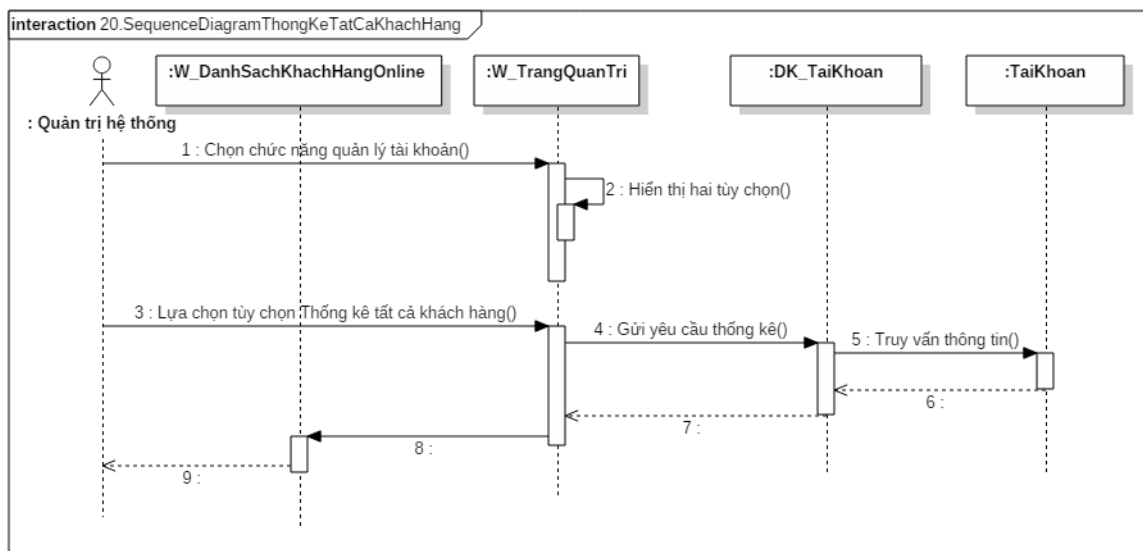 interaction 20.SequenceDiagramThongKeTatCaKhachHang
:W_DanhSachKhachHangOnline
:W_TrangQuanTri
:DK_TaiKhoan
:TaiKhoan
: Quản trị hệ thống
1 : Chọn chức năng quản lý tài khoản()
2 : Hiển thị hai tùy chọn()
3 : Lựa chọn tùy chọn Thống kê tất cả khách hàng()
4 : Gửi yêu cầu thống kê()
5 : Truy vấn thông tin()
6 :
7 :
8 :
9 :